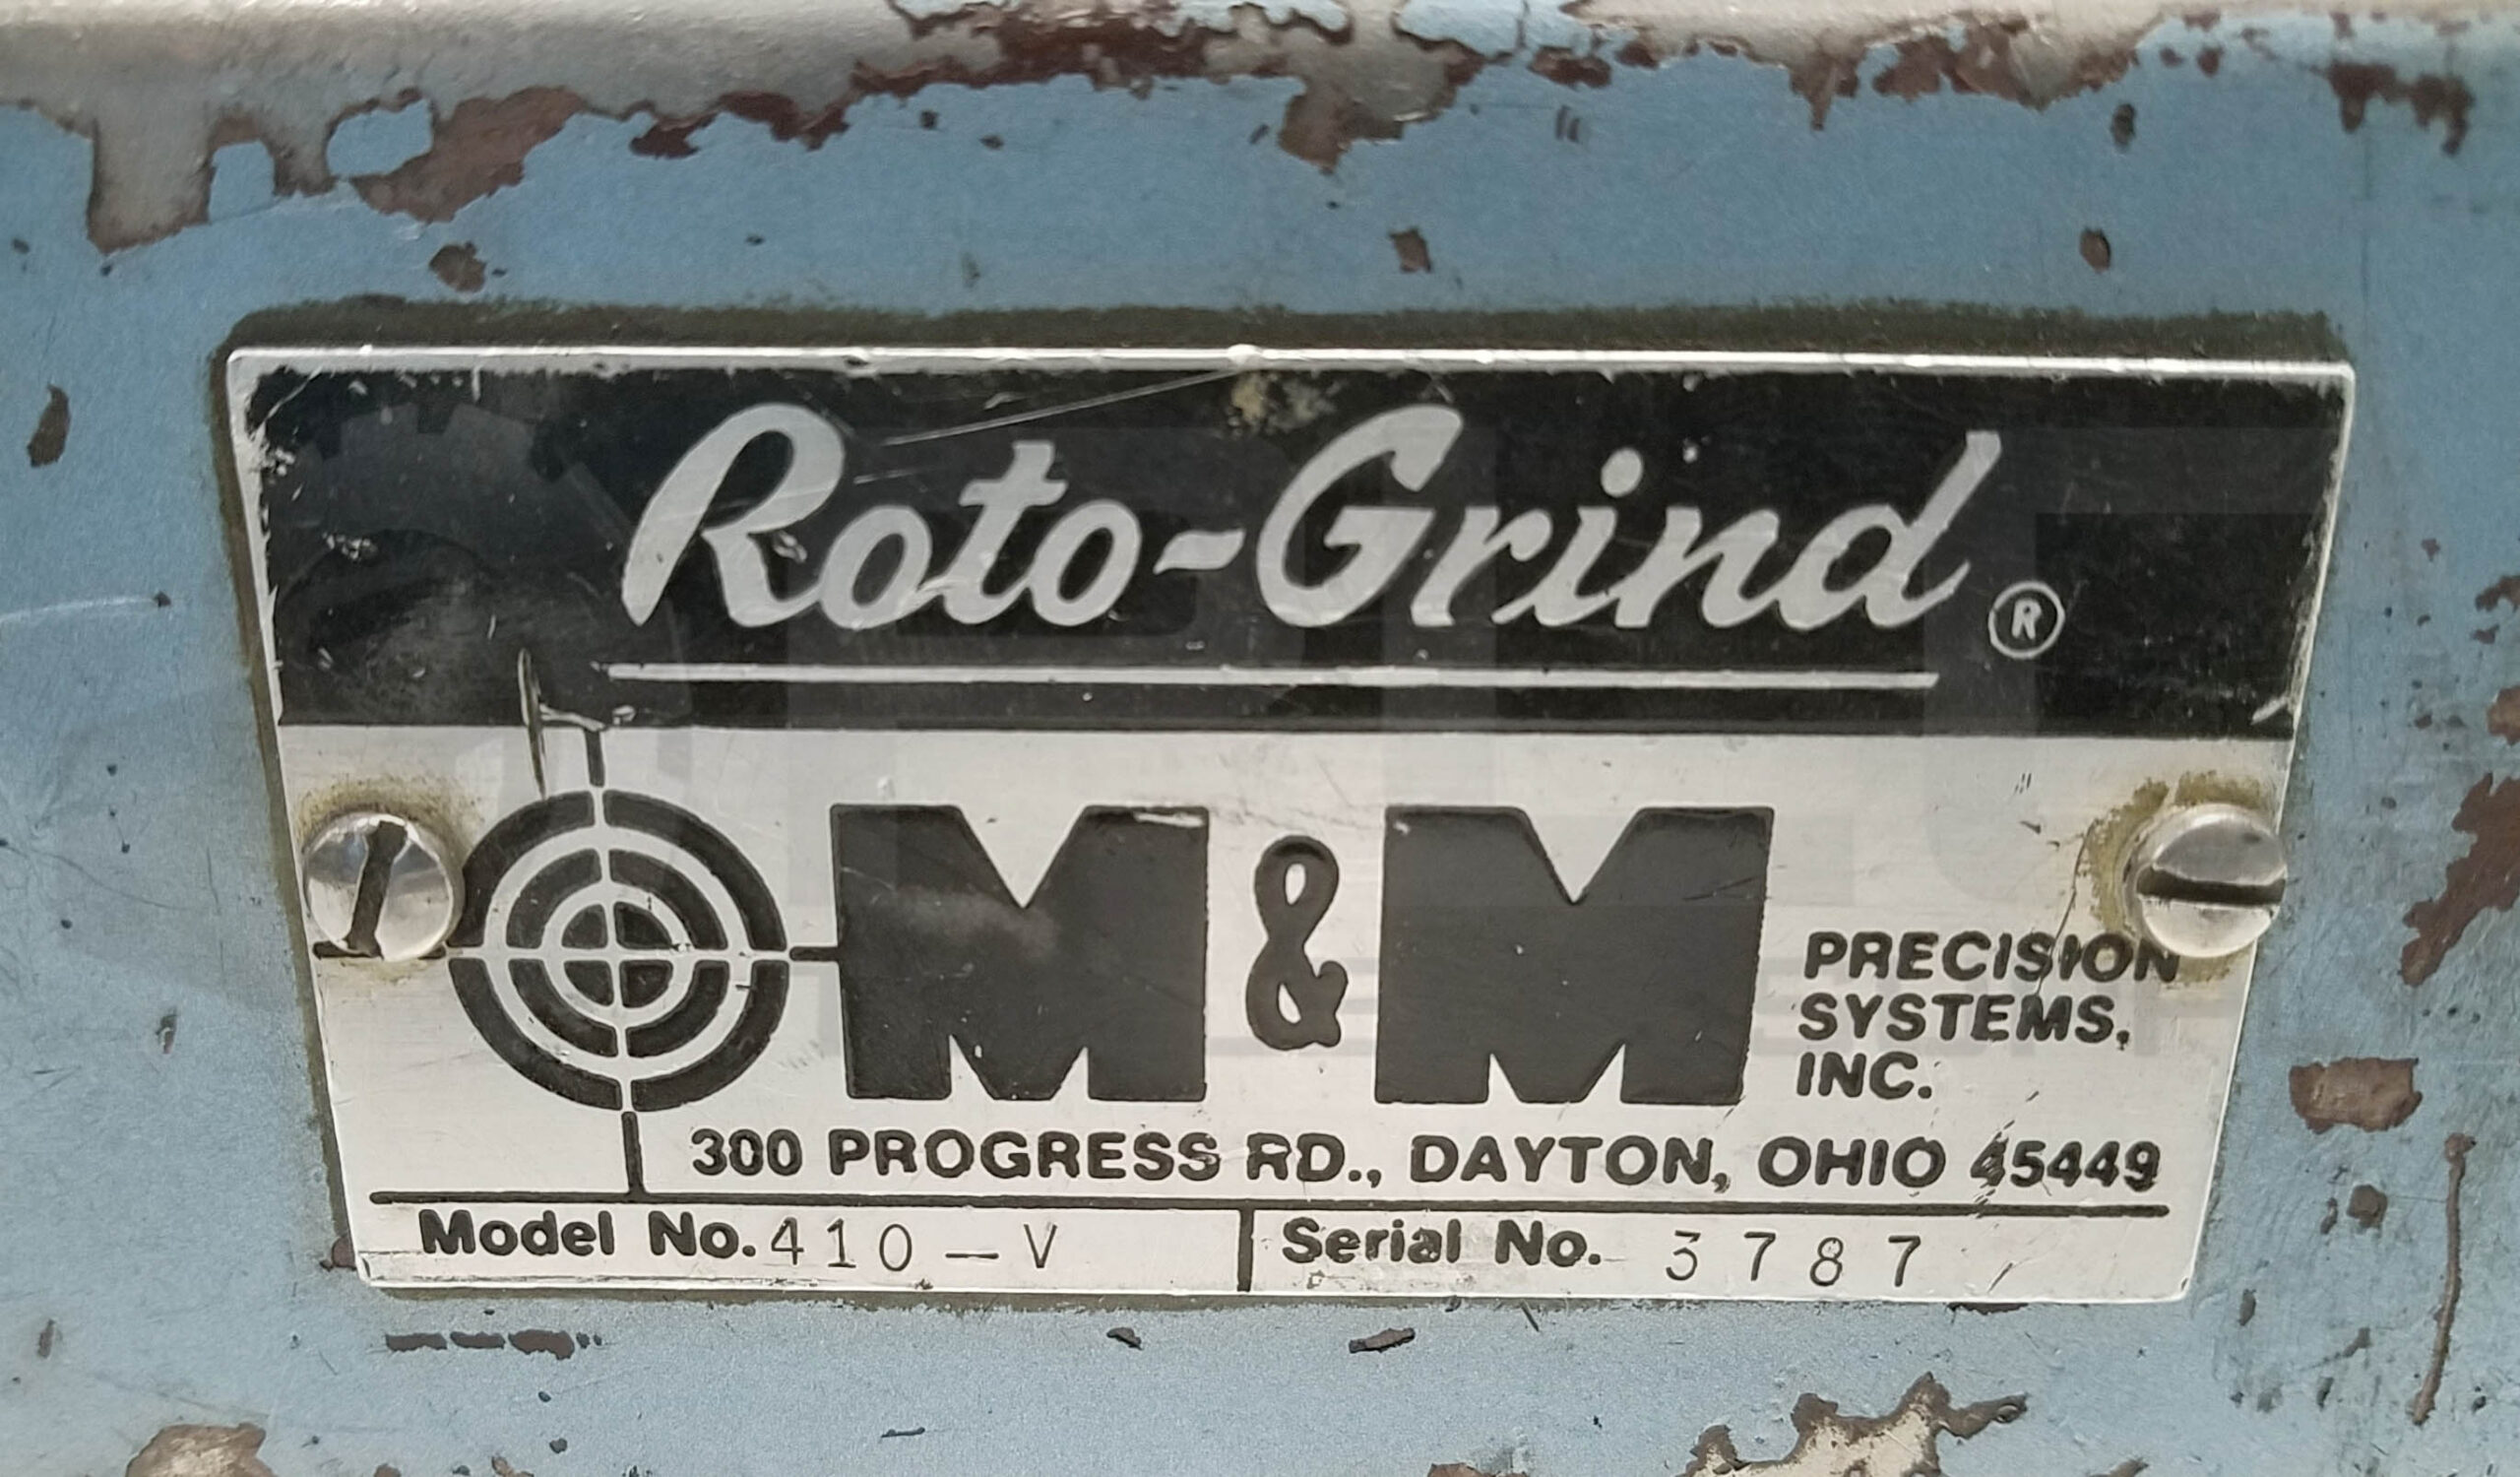 Roto-Grind ®
M & M
PRECISION
SYSTEMS,
INC.
300 PROGRESS RD., DAYTON, OHIO 45449
Model No. 410-V Serial No. 3787